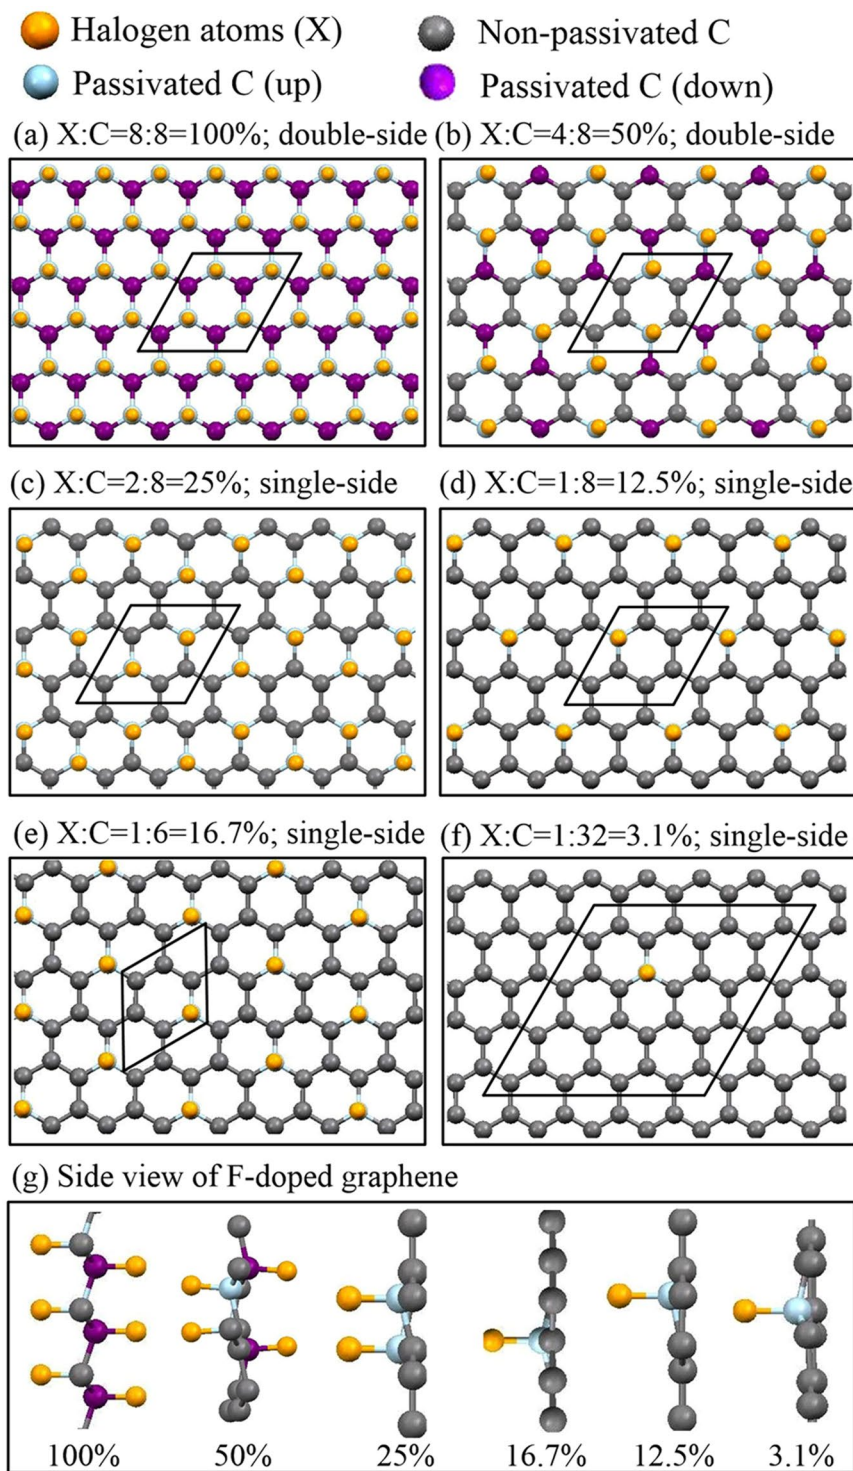 Halogen atoms (X) Non-passivated C
Passivated C (up) Passivated C (down)
(a) X:C=8:8=100%; double-side (b) X:C=4:8=50%; double-side
(c) X:C=2:8=25%; single-side (d) X:C=1:8=12.5%; single-side
(e) X:C=1:6=16.7%; single-side (f) X:C=1:32=3.1%; single-side
(g) Side view of F-doped graphene
100% 50% 25% 16.7% 12.5% 3.1%